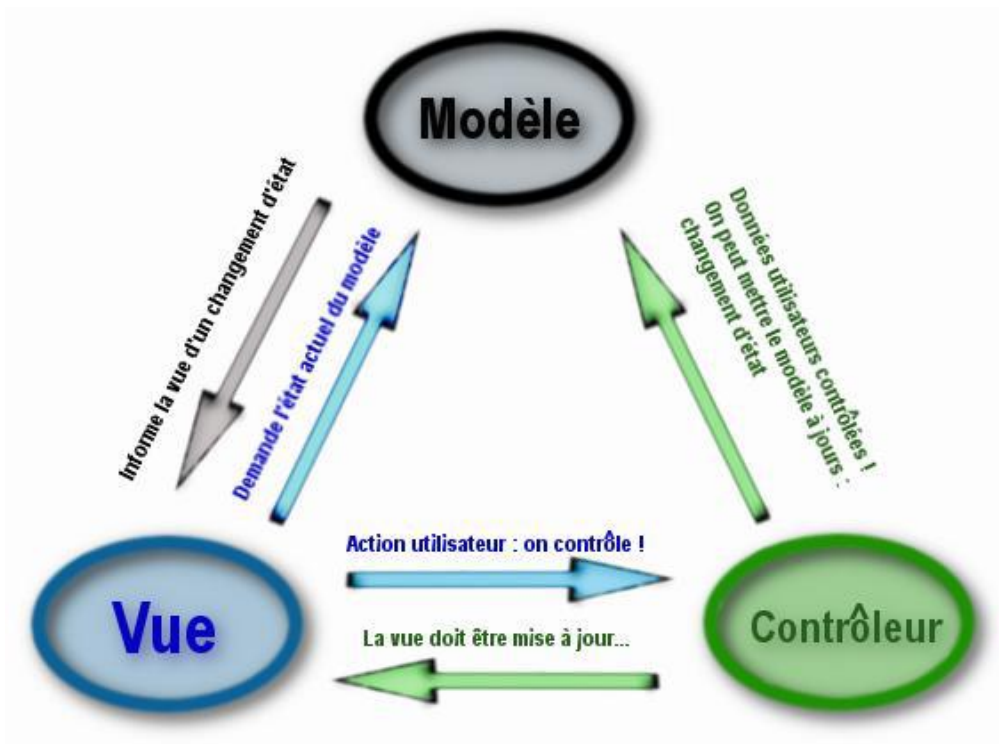 Modèle
Informe la vue d'un changement d'état
Demande l'état actuel du modèle
Données utilisateurs contrôlées !
On peut mettre le modèle à jours :
changement d'état
Action utilisateur : on contrôle !
Vue
Contrôleur
La vue doit être mise à jour...